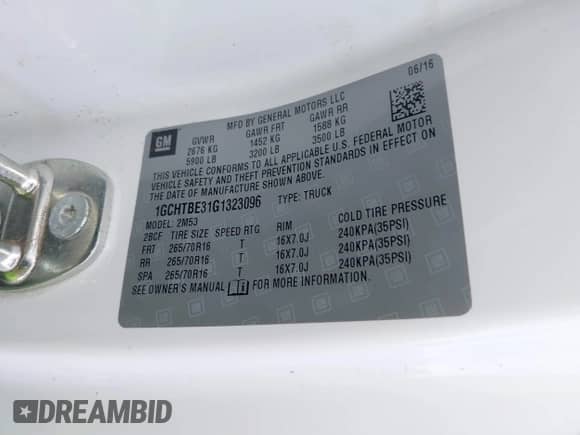 06/16
MFD BY GENERAL MOTORS LLC
GM
GVWR GAWR FRT GAWR RR
2676 KG 1452 KG 1588 KG
5900 LB 3200 LB 3500 LB
THIS VEHICLE CONFORMS TO ALL APPLICABLE U.S. FEDERAL MOTOR
VEHICLE SAFETY AND THEFT PREVENTION STANDARDS IN EFFECT ON
THE DATE OF MANUFACTURE SHOWN ABOVE.
1GCHTBE31G1323096 TYPE: TRUCK
MODEL: 2M53
2BCF TIRE SIZE SPEED RTG RIM COLD TIRE PRESSURE
FRT 265/70R16 T 16X7.0J 240KPA(35PSI)
RR 265/70R16 T 16X7.0J 240KPA(35PSI)
SPA 265/70R16 T 16X7.0J 240KPA(35PSI)
SEE OWNER'S MANUAL FOR MORE INFORMATION.
DREAMBID